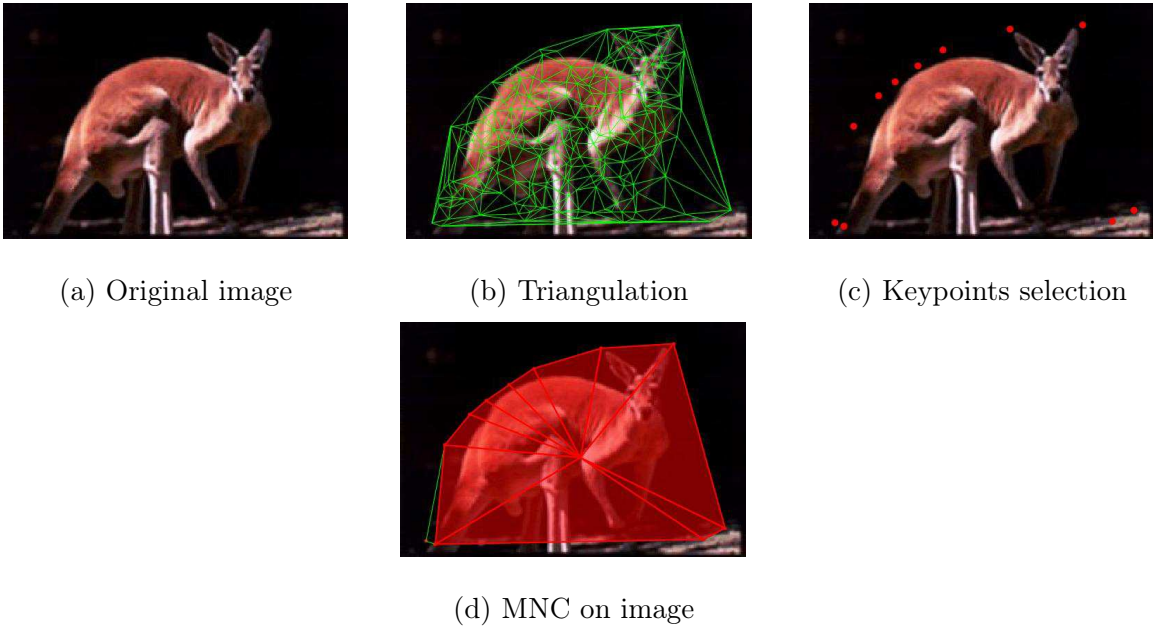 (a) Original image
(b) Triangulation
(c) Keypoints selection
(d) MNC on image